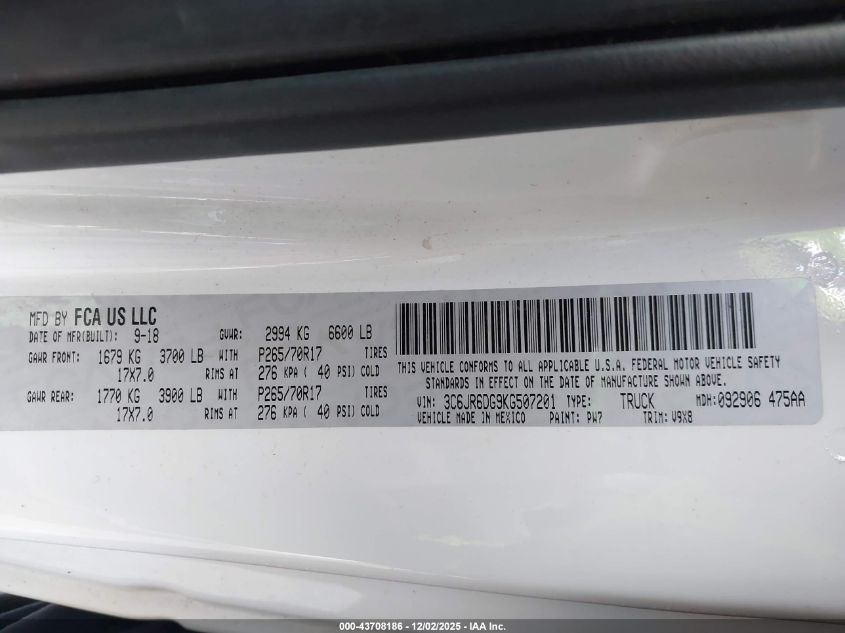 MFD BY FCA US LLC
DATE OF MFR(BUILT): 9-18 GVWR: 2994 KG 6600 LB
GAWR FRONT: 1679 KG 3700 LB WITH P265/70R17 TIRES
17X7.0 RIMS AT 276 KPA ( 40 PSI) COLD
GAWR REAR: 1770 KG 3900 LB WITH P265/70R17 TIRES
17X7.0 RIMS AT 276 KPA ( 40 PSI) COLD
THIS VEHICLE CONFORMS TO ALL APPLICABLE U.S.A. FEDERAL MOTOR VEHICLE SAFETY
STANDARDS IN EFFECT ON THE DATE OF MANUFACTURE SHOWN ABOVE.
VIN: 3C6JR6DG9KG507201 TYPE: TRUCK MDH:092906 475AA
VEHICLE MADE IN MEXICO PAINT: PW7 TRIM: V9X8
000-43708186 - 12/02/2025 - IAA Inc.